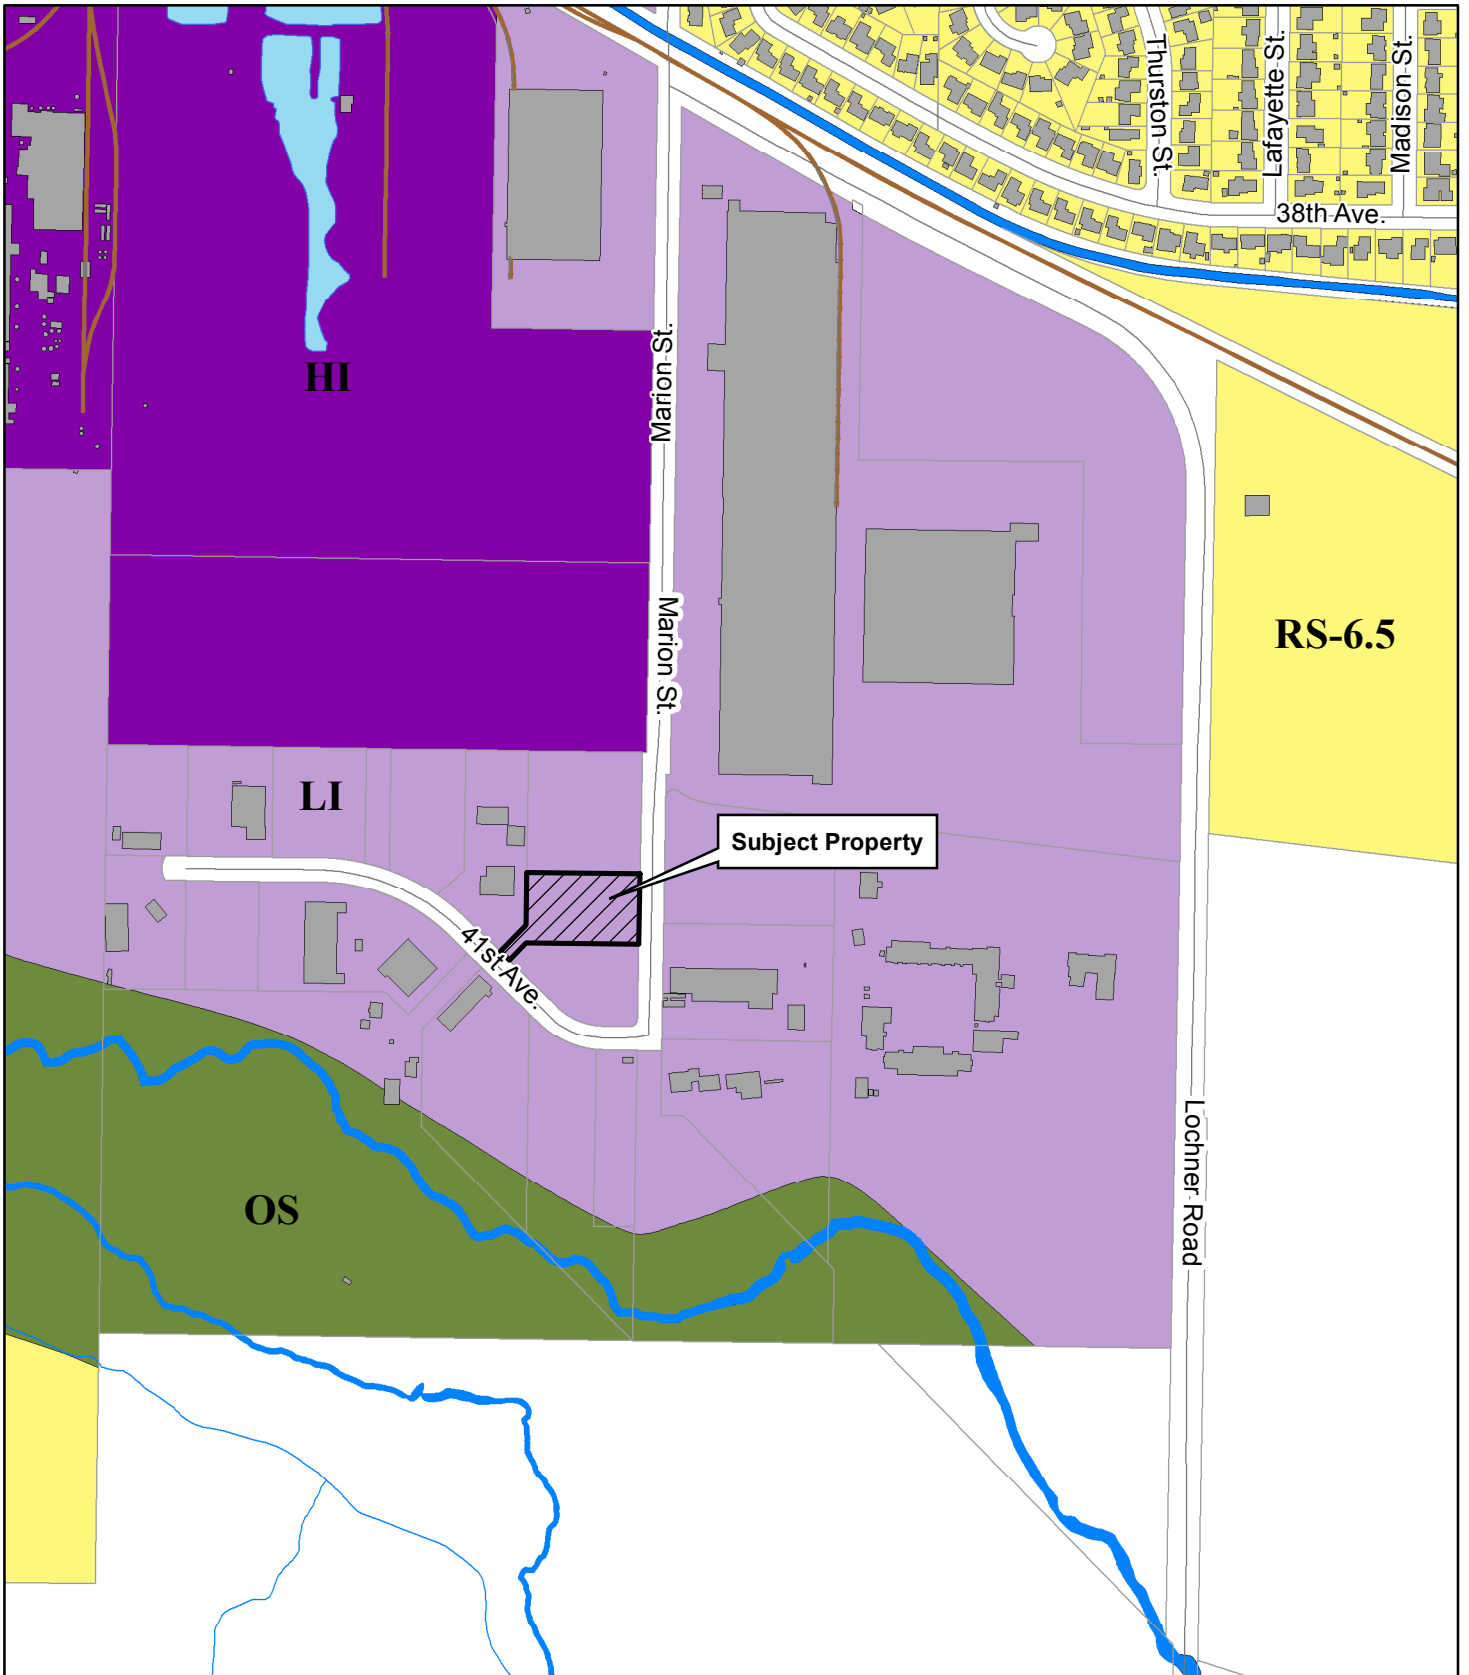 Thurston St.
Lafayette St.
Madison St.
38th Ave.
HI
Marion St.
Marion St.
RS-6.5
LI
Subject Property
41st Ave.
Lochner Road
OS